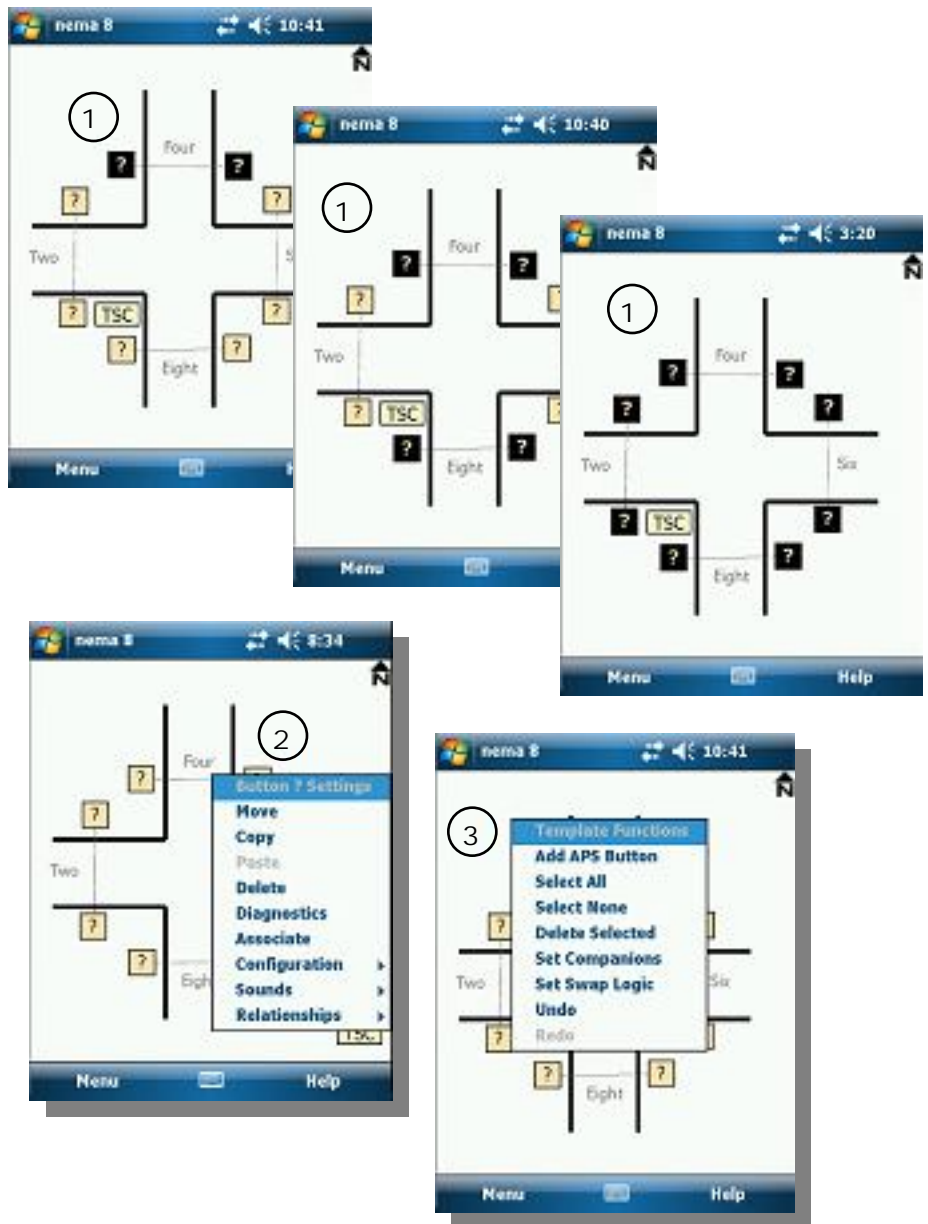 nema 8 10:41
N
1
Four
? ?
? ?
Two S
? TSC ?
? ?
Eight
Menu H
nema 8 10:40
N
1
Four
? ?
? ?
Two
? TSC ?
? ?
Eight
Menu
nema 8 3:20
N
1
Four
? ?
? ?
Two Six
? TSC ?
? ?
Eight
Menu Help
nema 8 8:34
N
2
Four
?
?
Two
?
?
Eigh
TSC
Button ? Settings
Move
Copy
Paste
Delete
Diagnostics
Associate
Configuration
Sounds
Relationships
Menu Help
nema 8 10:41
N
3
Template Functions
Add APS Button
Select All
Select None
Delete Selected
Set Companions
Set Swap Logic
Undo
Redo
?
Two Six
?
? ?
Eight
Menu Help